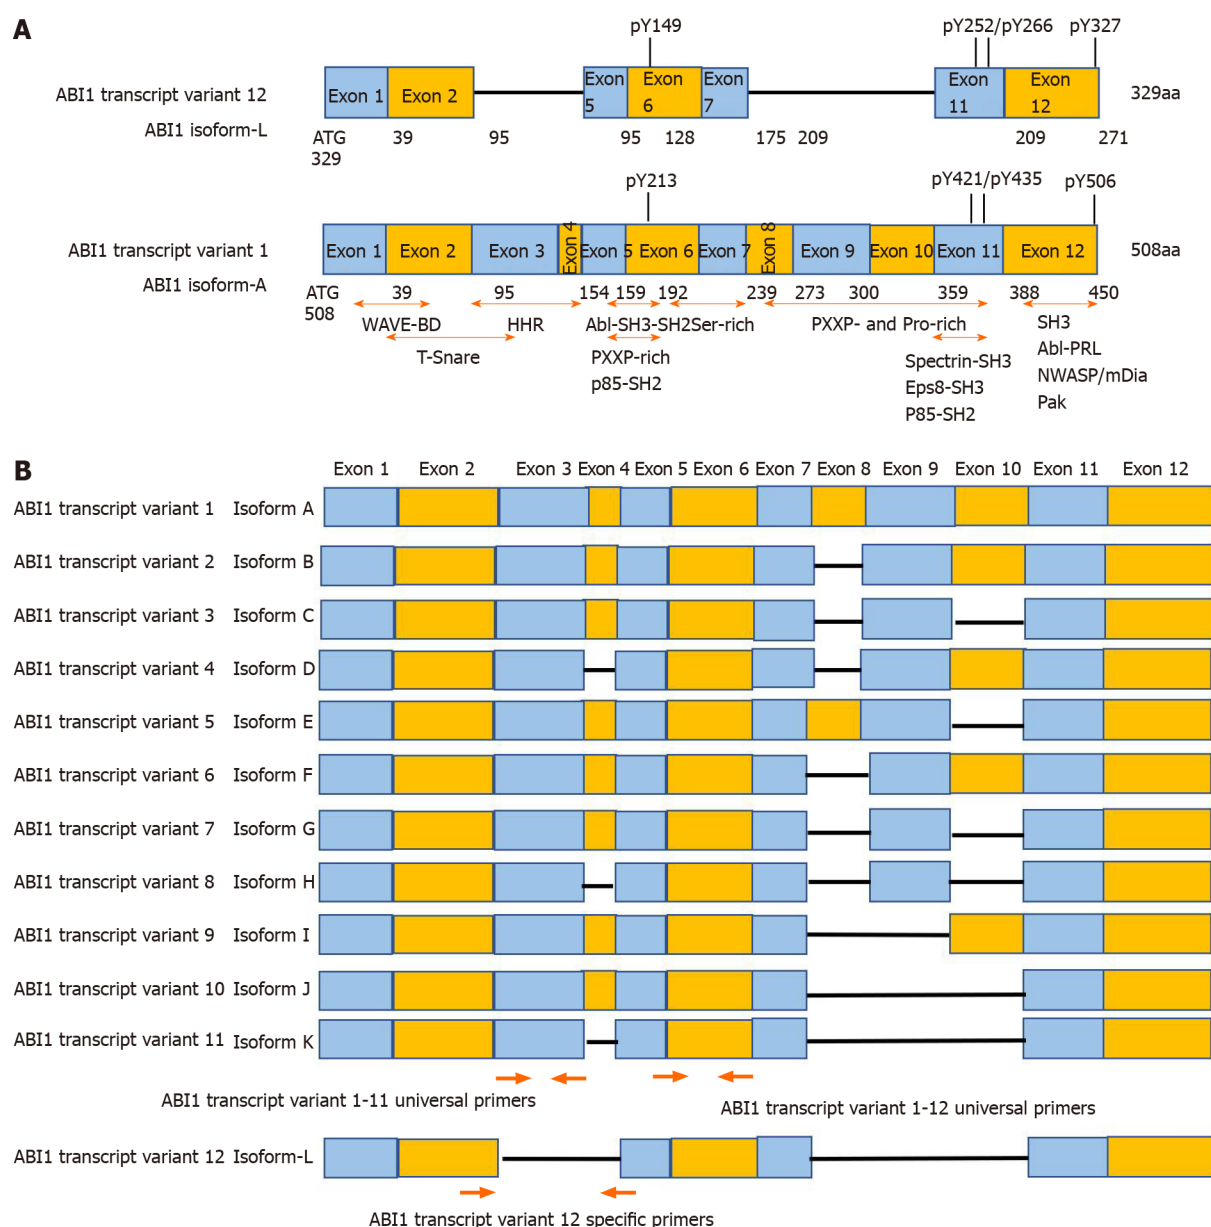 A
pY149
pY252/pY266
pY327
ABI1 transcript variant 12
Exon 1
Exon 2
Exon 5
Exon 6
Exon 7
Exon 11
Exon 12
329aa
ABI1 isoform-L
ATG 39 95 95 128 175 209 209 271
329
pY213
pY421/pY435
pY506
ABI1 transcript variant 1
Exon 1
Exon 2
Exon 3
Exon 4
Exon 5
Exon 6
Exon 7
Exon 8
Exon 9
Exon 10
Exon 11
Exon 12
508aa
ABI1 isoform-A
ATG 39 95 154 159 192 239 273 300 359 388 450
508
WAVE-BD HHR Abl-SH3-SH2Ser-rich PXXP- and Pro-rich SH3
T-Snare PXXP-rich Spectrin-SH3 Abl-PRL
p85-SH2 Eps8-SH3 NWASP/mDia
P85-SH2 Pak
B
Exon 1 Exon 2 Exon 3 Exon 4 Exon 5 Exon 6 Exon 7 Exon 8 Exon 9 Exon 10 Exon 11 Exon 12
ABI1 transcript variant 1 Isoform A
ABI1 transcript variant 2 Isoform B
ABI1 transcript variant 3 Isoform C
ABI1 transcript variant 4 Isoform D
ABI1 transcript variant 5 Isoform E
ABI1 transcript variant 6 Isoform F
ABI1 transcript variant 7 Isoform G
ABI1 transcript variant 8 Isoform H
ABI1 transcript variant 9 Isoform I
ABI1 transcript variant 10 Isoform J
ABI1 transcript variant 11 Isoform K
ABI1 transcript variant 1-11 universal primers
ABI1 transcript variant 1-12 universal primers
ABI1 transcript variant 12 Isoform-L
ABI1 transcript variant 12 specific primers